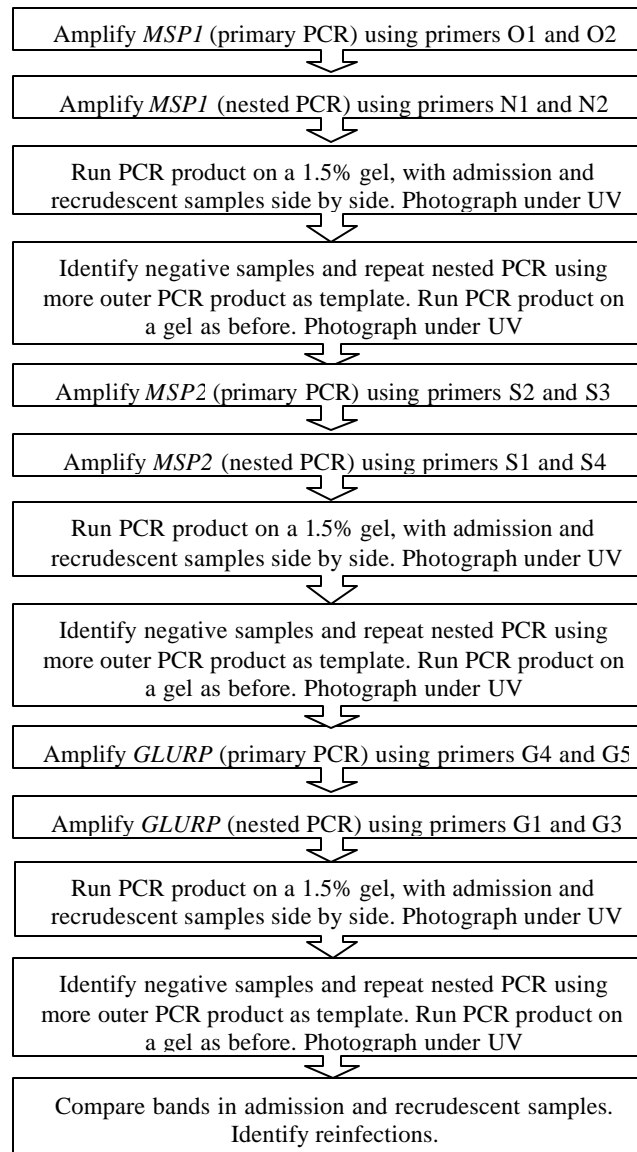 Amplify MSP1 (primary PCR) using primers O1 and O2
Amplify MSP1 (nested PCR) using primers N1 and N2
Run PCR product on a 1.5% gel, with admission and
recrudescent samples side by side. Photograph under UV
Identify negative samples and repeat nested PCR using
more outer PCR product as template. Run PCR product on
a gel as before. Photograph under UV
Amplify MSP2 (primary PCR) using primers S2 and S3
Amplify MSP2 (nested PCR) using primers S1 and S4
Run PCR product on a 1.5% gel, with admission and
recrudescent samples side by side. Photograph under UV
Identify negative samples and repeat nested PCR using
more outer PCR product as template. Run PCR product on
a gel as before. Photograph under UV
Amplify GLURP (primary PCR) using primers G4 and G5
Amplify GLURP (nested PCR) using primers G1 and G3
Run PCR product on a 1.5% gel, with admission and
recrudescent samples side by side. Photograph under UV
Identify negative samples and repeat nested PCR using
more outer PCR product as template. Run PCR product on
a gel as before. Photograph under UV
Compare bands in admission and recrudescent samples.
Identify reinfections.